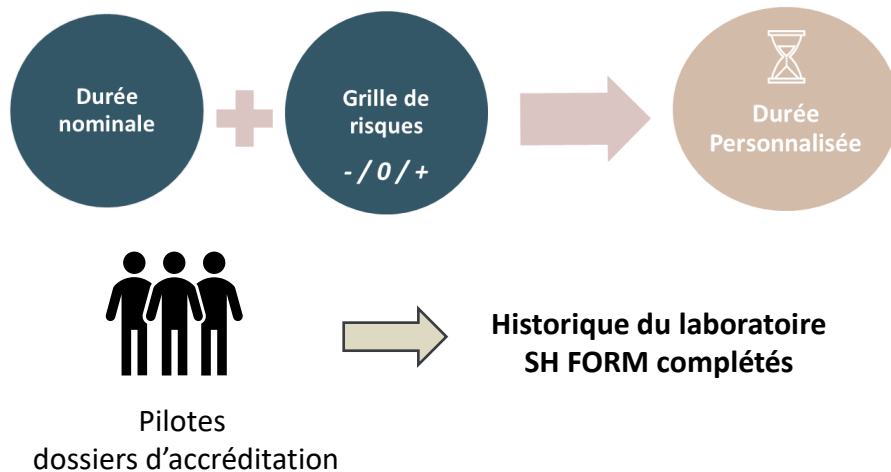 Durée
nominale
Grille de
risques
- / 0 / +
Durée
Personnalisée
Historique du laboratoire
SH FORM complétés
Pilotes
dossiers d'accréditation